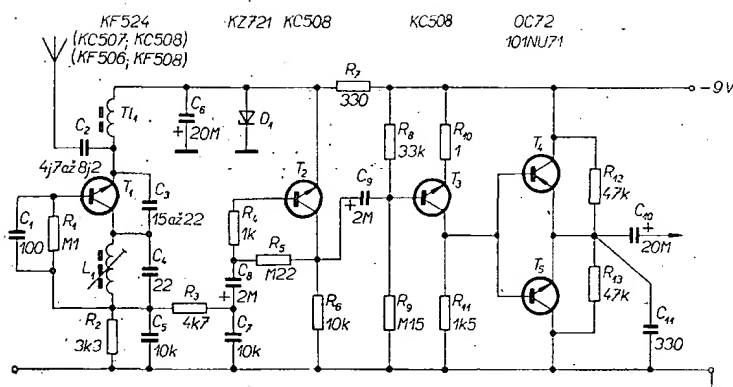 KF524 KZ721 KC508 KC508 OC72
(KC507; KC508) 101NU71
(KF506; KF508)
Tl₁
C₂
4j7až8j2
C₆
+
20M
D₁
R₇
330
-9V
R₈
33k
R₁₀
1
T₁
C₃
15až22
T₂
R₄
1k
C₉
+
2M
T₃
T₄
R₁₂
47k
C₁
100
R₁
M1
C₁₀
+
20M
R₅
M22
L₁
C₄
22
C₈
+
2M
T₅
R₁₃
47k
R₃
4k7
R₂
3k3
C₅
10k
C₇
10k
R₆
10k
R₉
M15
R₁₁
1k5
C₁₁
330